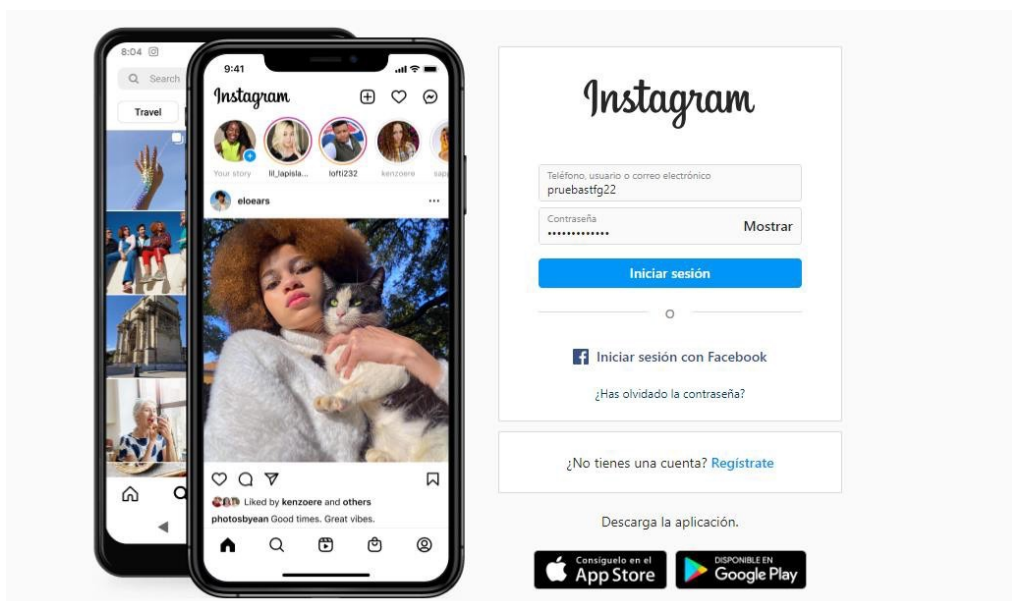 8:04
Search
Travel
9:41
Instagram
Your story
lil_lapisla...
lofti232
kenzoere
sapp
eloears
Liked by kenzoere and others
photosbyean Good times. Great vibes.
Instagram
Teléfono, usuario o correo electrónico
pruebastfg22
Contraseña
Mostrar
Iniciar sesión
O
Iniciar sesión con Facebook
¿Has olvidado la contraseña?
¿No tienes una cuenta? Regístrate
Descarga la aplicación.
Consíguelo en el
App Store
DISPONIBLE EN
Google Play